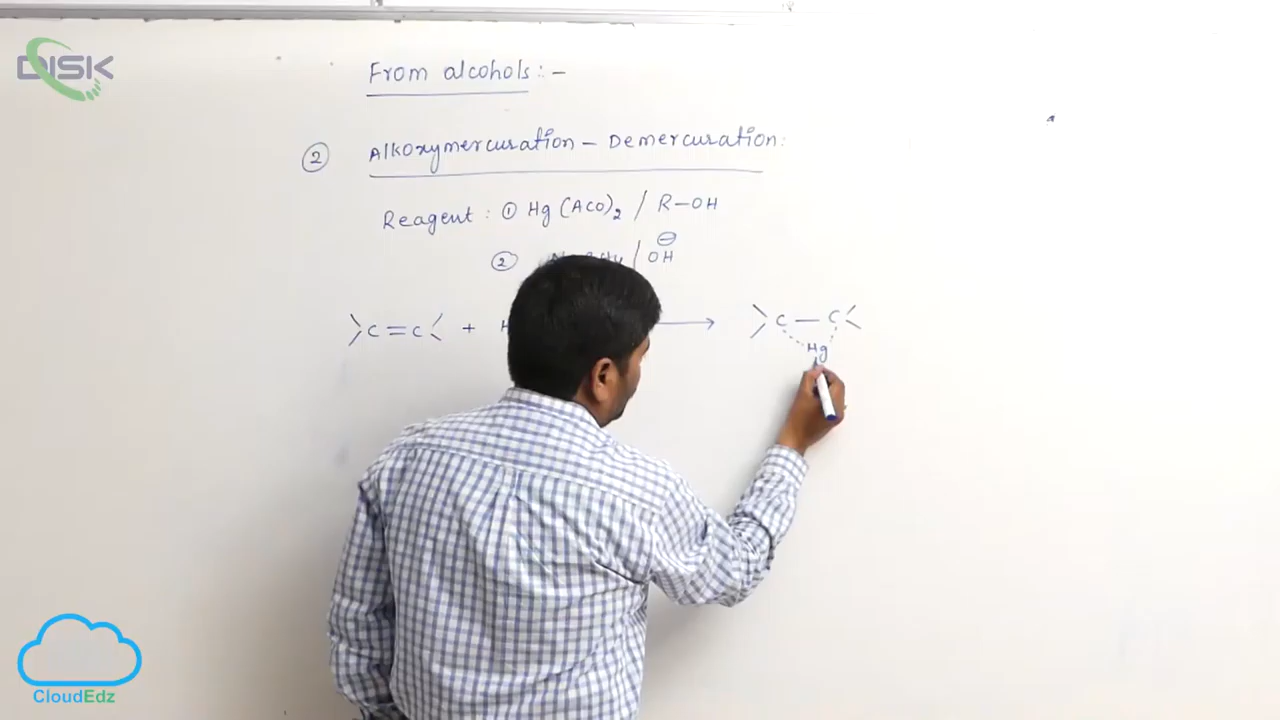 DISK
From alcohols :-
② Alkoxymercuration - Demercuration:
Reagent : ① Hg (AcO)₂ / R-OH
② / OH⊖
>C=C< + → >C-C<
Hg
CloudEdz